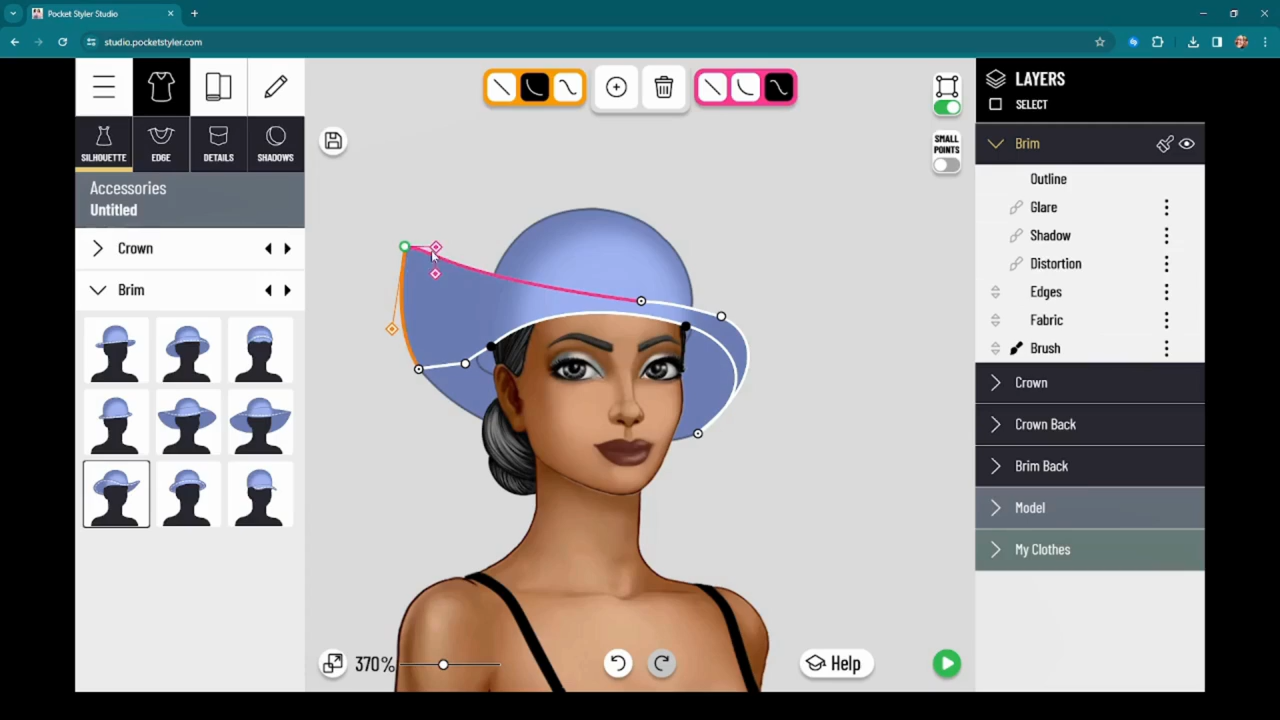 Pocket Styler Studio
studio.pocketstyler.com
SILHOUETTE
EDGE
DETAILS
SHADOWS
Accessories
Untitled
Crown
Brim
SMALL
POINTS
370%
Help
LAYERS
SELECT
Brim
Outline
Glare
Shadow
Distortion
Edges
Fabric
Brush
Crown
Crown Back
Brim Back
Model
My Clothes